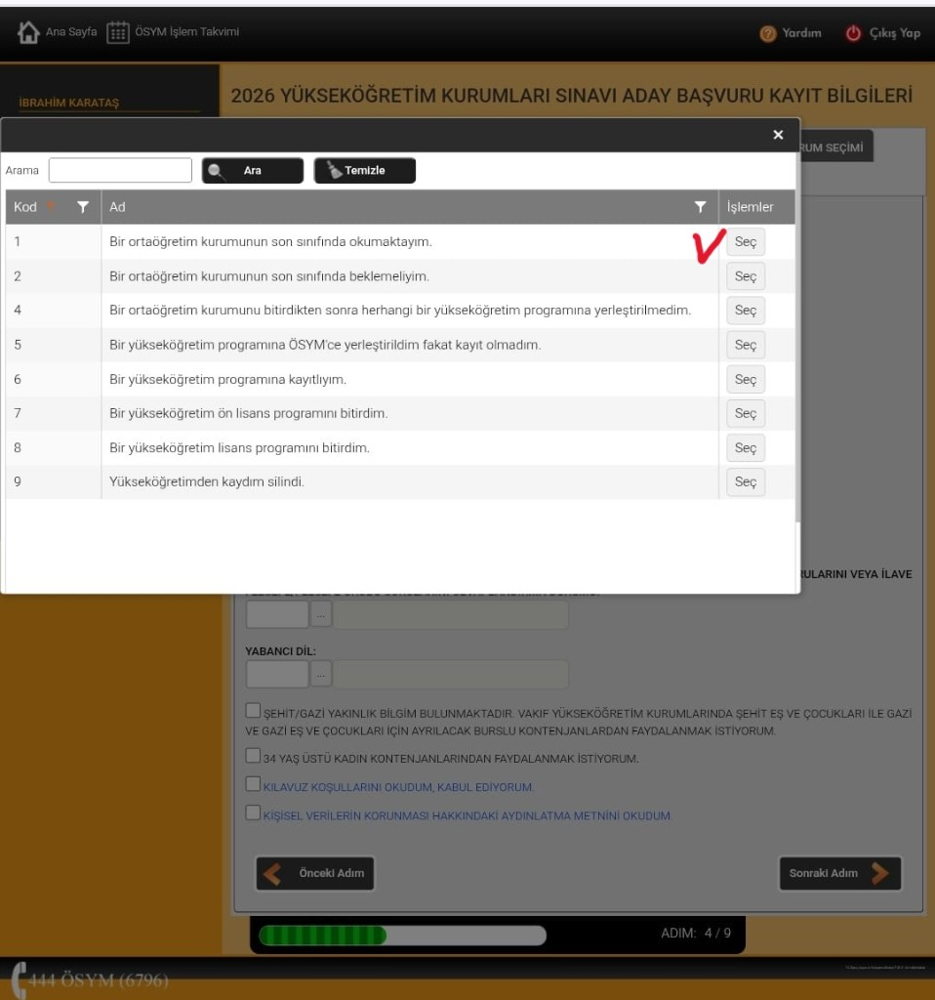 Ana Sayfa ÖSYM İşlem Takvimi Yardım Çıkış Yap
İBRAHİM KARATAŞ
2026 YÜKSEKÖĞRETİM KURUMLARI SINAVI ADAY BAŞVURU KAYIT BİLGİLERİ
×
RUM SEÇİMİ
Arama Ara Temizle
Kod Ad İşlemler
1 Bir ortaöğretim kurumunun son sınıfında okumaktayım. Seç
2 Bir ortaöğretim kurumunun son sınıfında beklemeliyim. Seç
4 Bir ortaöğretim kurumunu bitirdikten sonra herhangi bir yükseköğretim programına yerleştirilmedim. Seç
5 Bir yükseköğretim programına ÖSYM'ce yerleştirildim fakat kayıt olmadım. Seç
6 Bir yükseköğretim programına kayıtlıyım. Seç
7 Bir yükseköğretim ön lisans programını bitirdim. Seç
8 Bir yükseköğretim lisans programını bitirdim. Seç
9 Yükseköğretimden kaydım silindi. Seç
RULARINI VEYA İLAVE
...
YABANCI DİL:
...
ŞEHİT/GAZİ YAKINLIK BİLGİM BULUNMAKTADIR. VAKIF YÜKSEKÖĞRETİM KURUMLARINDA ŞEHİT EŞ VE ÇOCUKLARI İLE GAZİ
VE GAZİ EŞ VE ÇOCUKLARI İÇİN AYRILACAK BURSLU KONTENJANLARDAN FAYDALANMAK İSTİYORUM.
34 YAŞ ÜSTÜ KADIN KONTENJANLARINDAN FAYDALANMAK İSTİYORUM.
KILAVUZ KOŞULLARINI OKUDUM, KABUL EDİYORUM.
KİŞİSEL VERİLERİN KORUNMASI HAKKINDAKİ AYDINLATMA METNİNİ OKUDUM.
Önceki Adım Sonraki Adım
ADIM: 4 / 9
444 ÖSYM (6796)